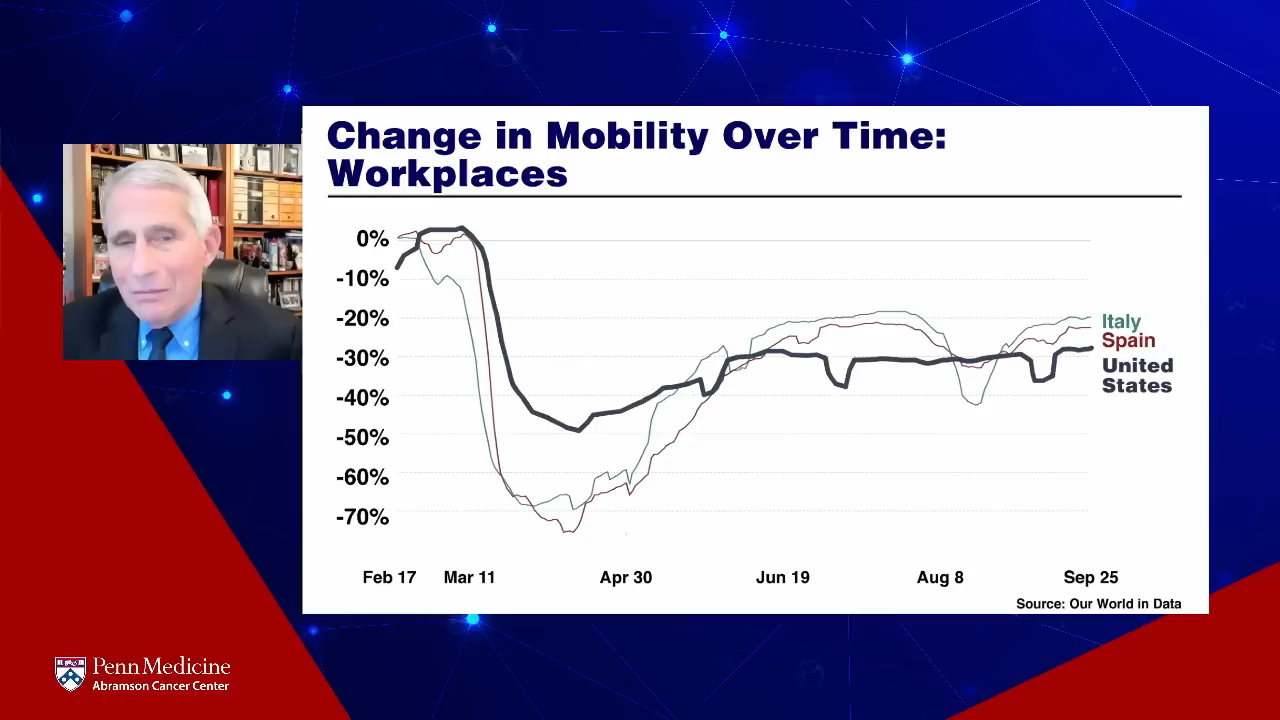 Change in Mobility Over Time:
Workplaces
0%
-10%
-20%
-30%
-40%
-50%
-60%
-70%
Italy
Spain
United
States
Feb 17 Mar 11 Apr 30 Jun 19 Aug 8 Sep 25
Source: Our World in Data
Penn Medicine
Abramson Cancer Center